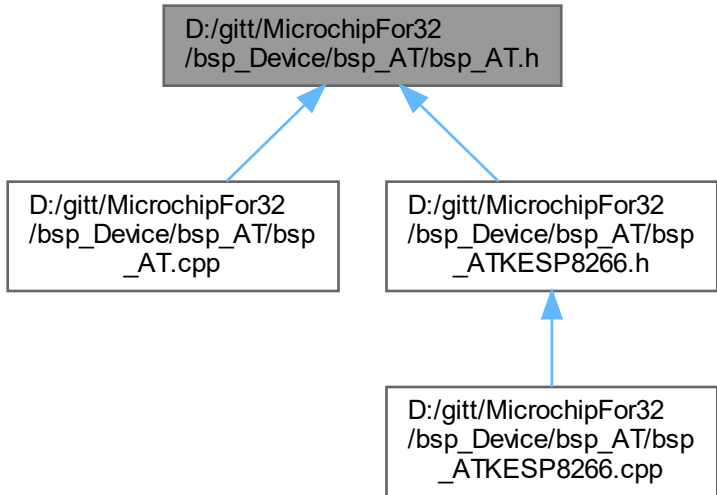 D:/gitt/MicrochipFor32
/bsp_Device/bsp_AT/bsp_AT.h
D:/gitt/MicrochipFor32
/bsp_Device/bsp_AT/bsp
_AT.cpp
D:/gitt/MicrochipFor32
/bsp_Device/bsp_AT/bsp
_ATKESP8266.h
D:/gitt/MicrochipFor32
/bsp_Device/bsp_AT/bsp
_ATKESP8266.cpp